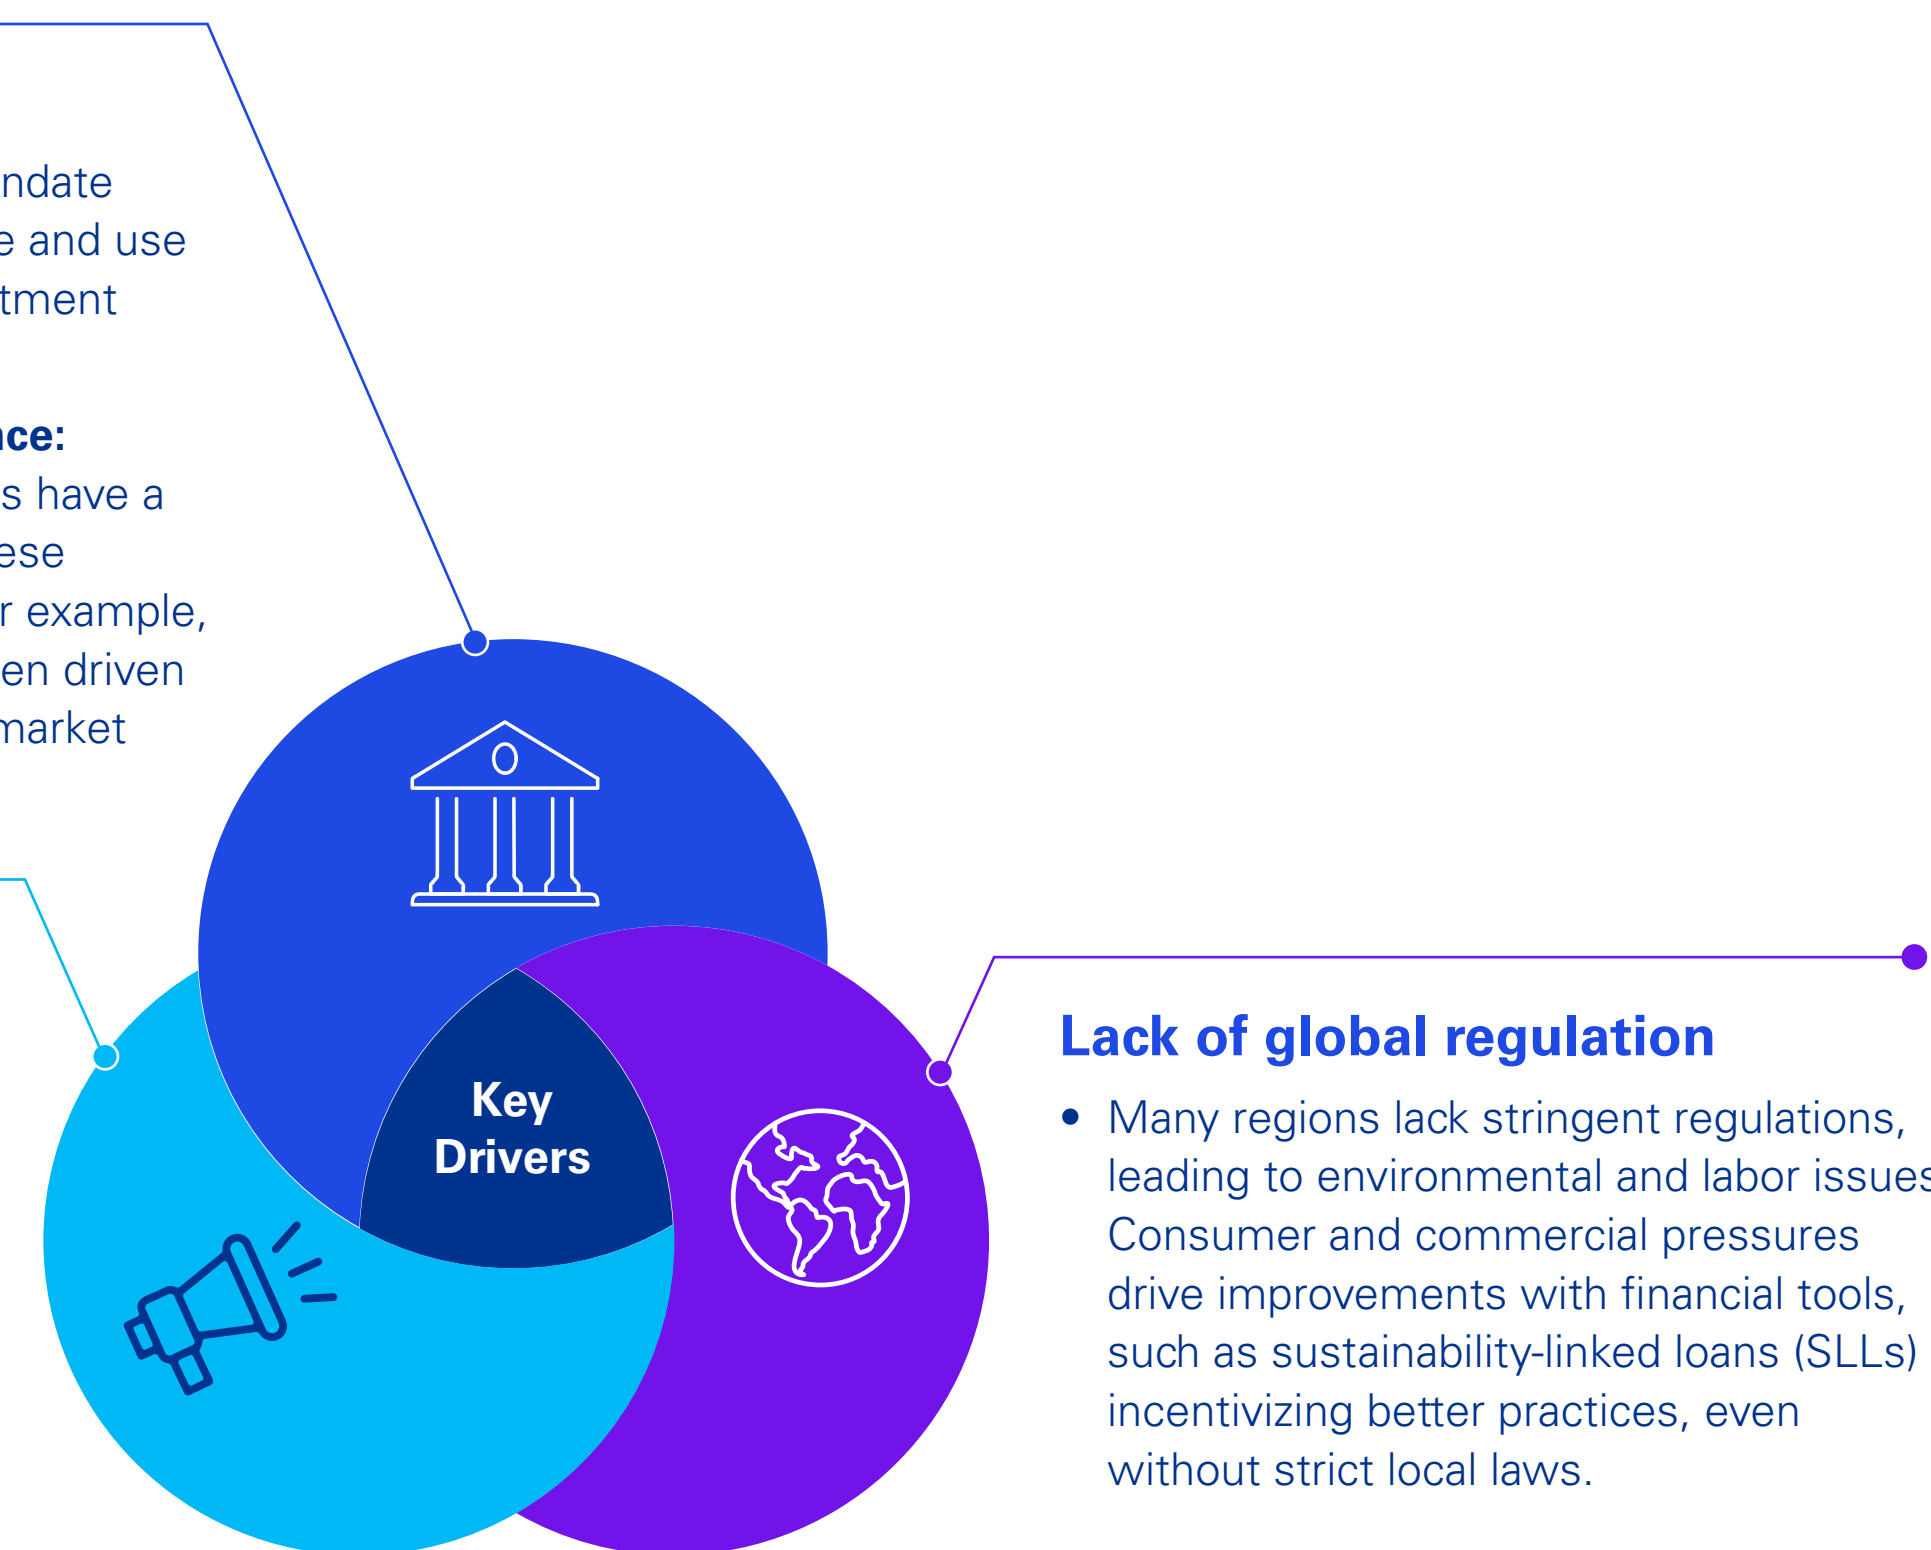 ndate
e and use
tment
nce:
s have a
ese
r example,
en driven
market
Key
Drivers
Lack of global regulation
• Many regions lack stringent regulations,
leading to environmental and labor issues
Consumer and commercial pressures
drive improvements with financial tools,
such as sustainability-linked loans (SLLs)
incentivizing better practices, even
without strict local laws.